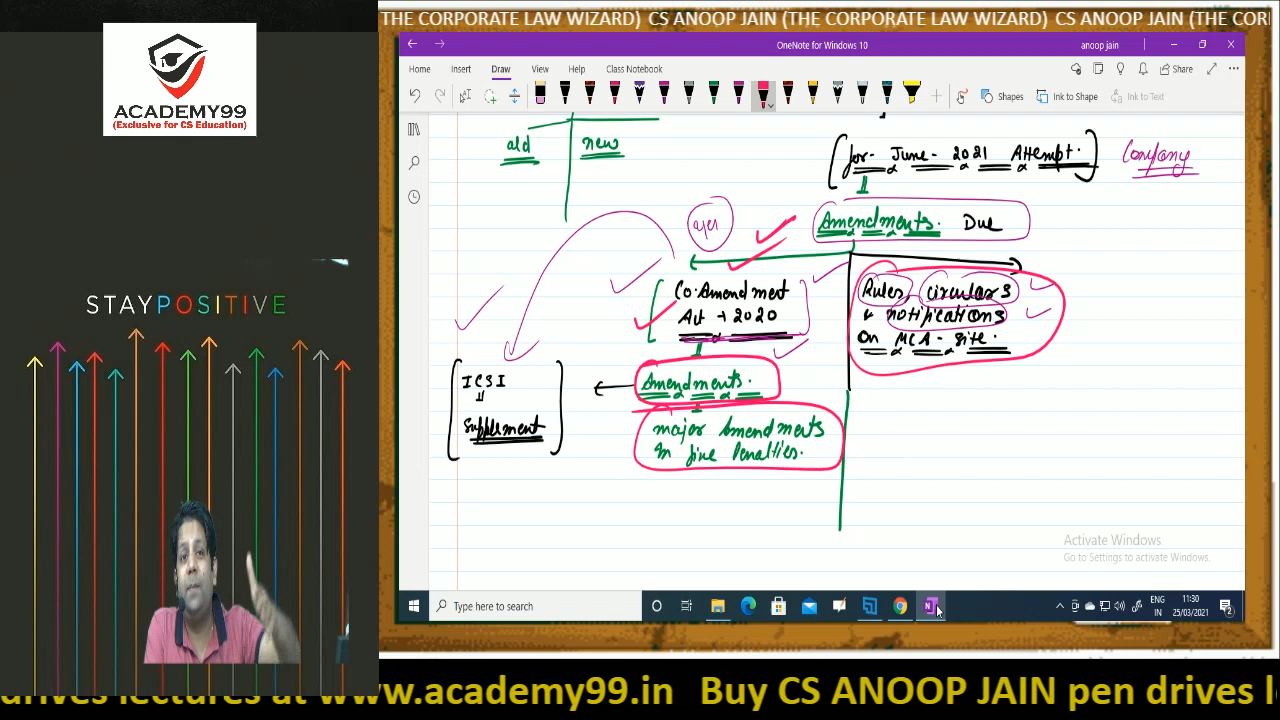 THE CORPORATE LAW WIZARD) CS ANOOP JAIN (THE CORPORATE LAW WIZARD) CS ANOOP JAIN (THE COR
ACADEMY99
(Exclusive for CS Education)
STAYPOSITIVE
OneNote for Windows 10
anoop jain
Home Insert Draw View Help Class Notebook
Share
Shapes Ink to Shape Ink to Text
old new
for June - 2021 Attempt.
Company
Amendments. Due
Co. Amendment
Act → 2020
Rules circulars
& notifications
On MCA - site.
ICSI
Supplement
Amendments.
major Amendments
In fine Penalties.
Activate Windows
Go to Settings to activate Windows.
Type here to search
ENG
IN
11:30
25/03/2021
2
drives lectures at www.academy99.in Buy CS ANOOP JAIN pen drives l